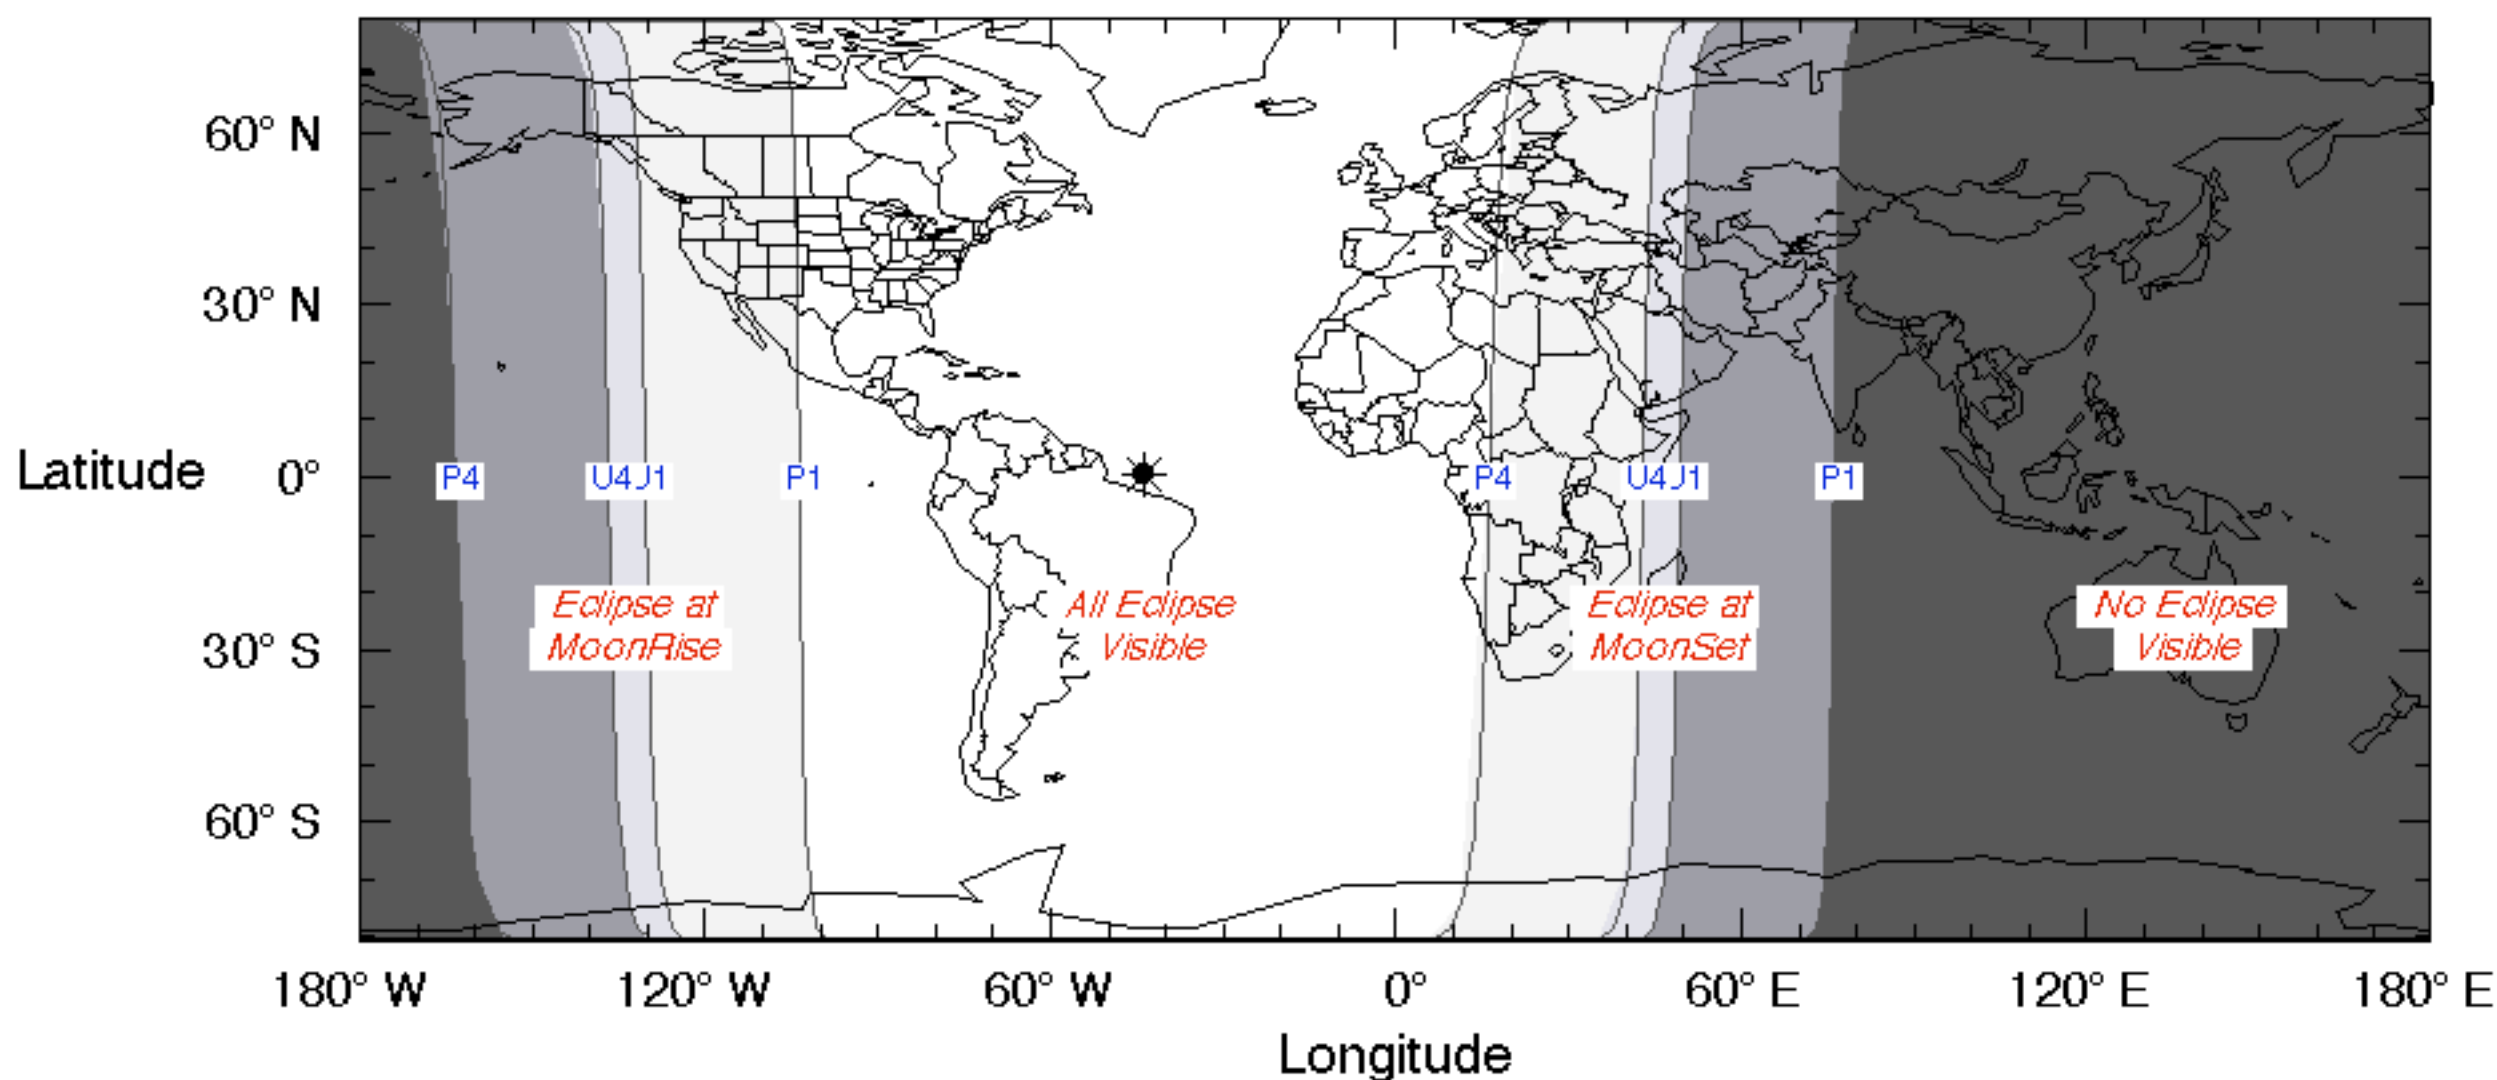 60° N
30° N
Latitude
0°
P4
U4
U1
P1
P4
U4
U1
P1
Eclipse at
MoonRise
All Eclipse
Visible
Eclipse at
MoonSet
No Eclipse
Visible
30° S
60° S
180° W
120° W
60° W
0°
60° E
120° E
180° E
Longitude